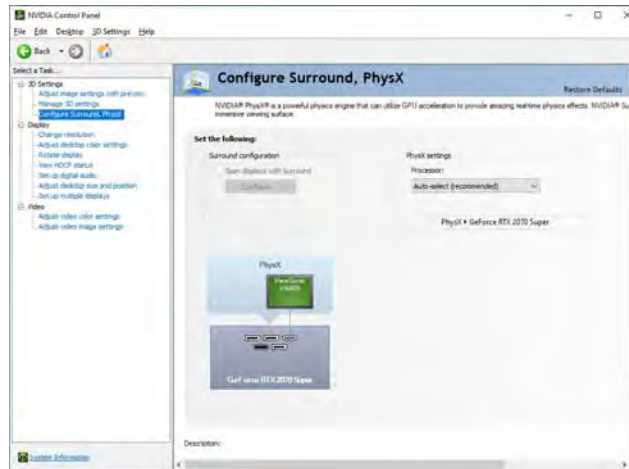 NVIDIA Control Panel
File Edit Desktop 3D Settings Help
Back
Select a Task...
3D Settings
Adjust image settings with preview
Manage 3D settings
Configure Surround, PhysX
Display
Change resolution
Adjust desktop color settings
Rotate display
View HDCP status
Set up digital audio
Adjust desktop size and position
Set up multiple displays
Video
Adjust video color settings
Adjust video image settings
System Information
Configure Surround, PhysX
Restore Defaults
NVIDIA® PhysX® is a powerful physics engine that can utilize GPU acceleration to provide amazing real-time physics effects. NVIDIA® Su
immersive viewing surface.
Set the following:
Surround configuration
Span displays with Surround
Configure
PhysX settings
Processor:
Auto-select (recommended)
PhysX > GeForce RTX 2070 Super
PhysX
ViewSonic
GeForce RTX 2070 Super
Description: